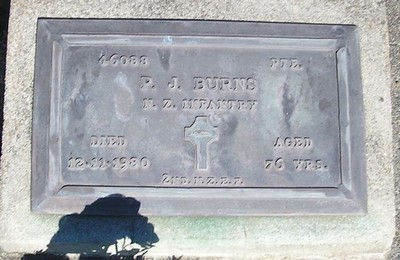 46088 PTE.
P. J. BURNS
N. Z. INFANTRY
DIED AGED
12·11·1980 76 YRS.
2ND. N.Z.E.F.